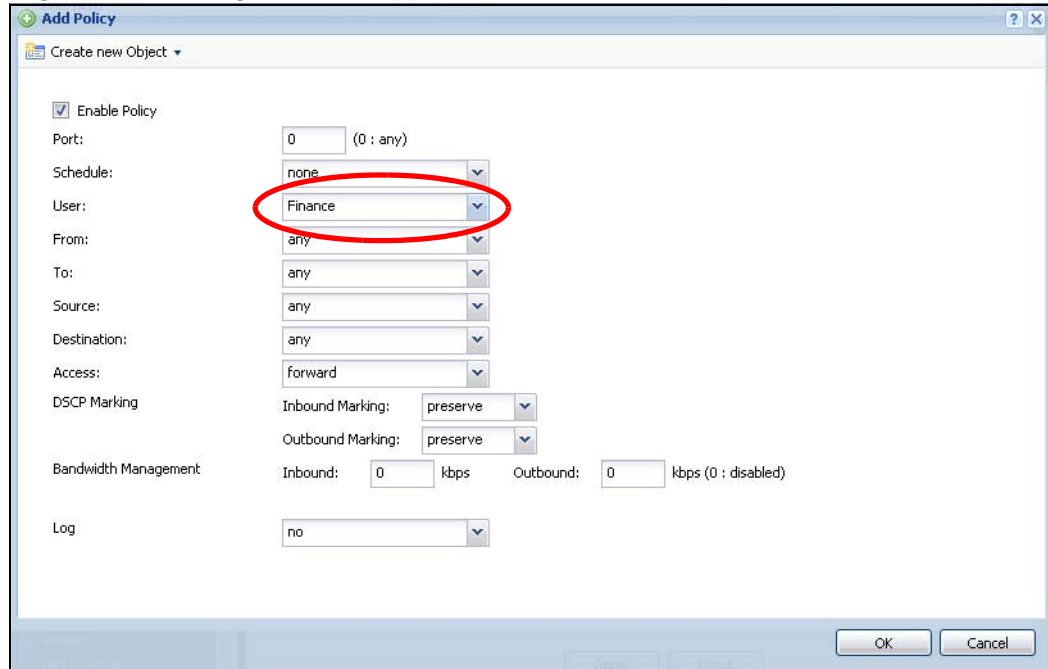 Add Policy
Create new Object
Enable Policy
Port: 0 (0 : any)
Schedule: none
User: Finance
From: any
To: any
Source: any
Destination: any
Access: forward
DSCP Marking Inbound Marking: preserve
Outbound Marking: preserve
Bandwidth Management Inbound: 0 kbps Outbound: 0 kbps (0 : disabled)
Log no
OK Cancel